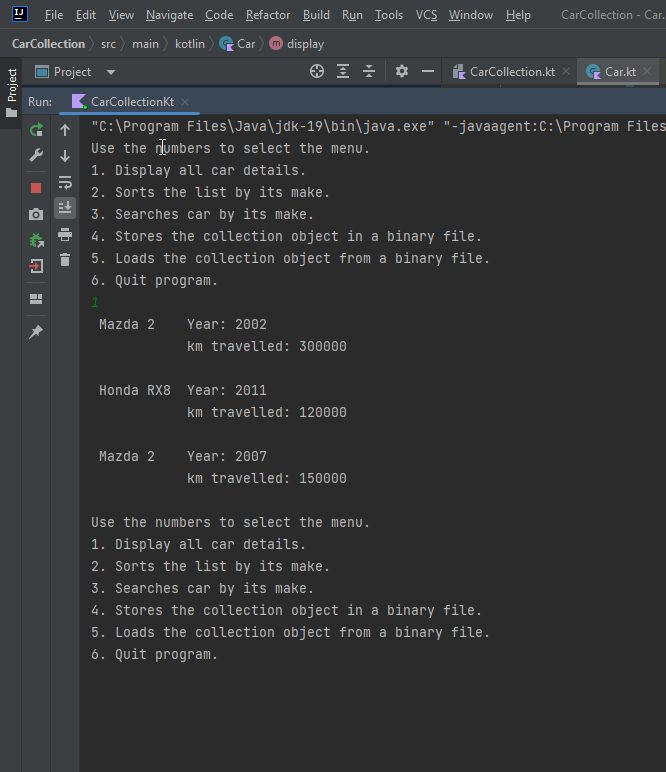 IJ File Edit View Navigate Code Refactor Build Run Tools VCS Window Help CarCollection - Car.
CarCollection src main kotlin Car display
Project
Project CarCollection.kt Car.kt
Run: CarCollectionKt
"C:\Program Files\Java\jdk-19\bin\java.exe" "-javaagent:C:\Program Files
Use the numbers to select the menu.
1. Display all car details.
2. Sorts the list by its make.
3. Searches car by its make.
4. Stores the collection object in a binary file.
5. Loads the collection object from a binary file.
6. Quit program.
1
Mazda 2 Year: 2002
km travelled: 300000
Honda RX8 Year: 2011
km travelled: 120000
Mazda 2 Year: 2007
km travelled: 150000
Use the numbers to select the menu.
1. Display all car details.
2. Sorts the list by its make.
3. Searches car by its make.
4. Stores the collection object in a binary file.
5. Loads the collection object from a binary file.
6. Quit program.